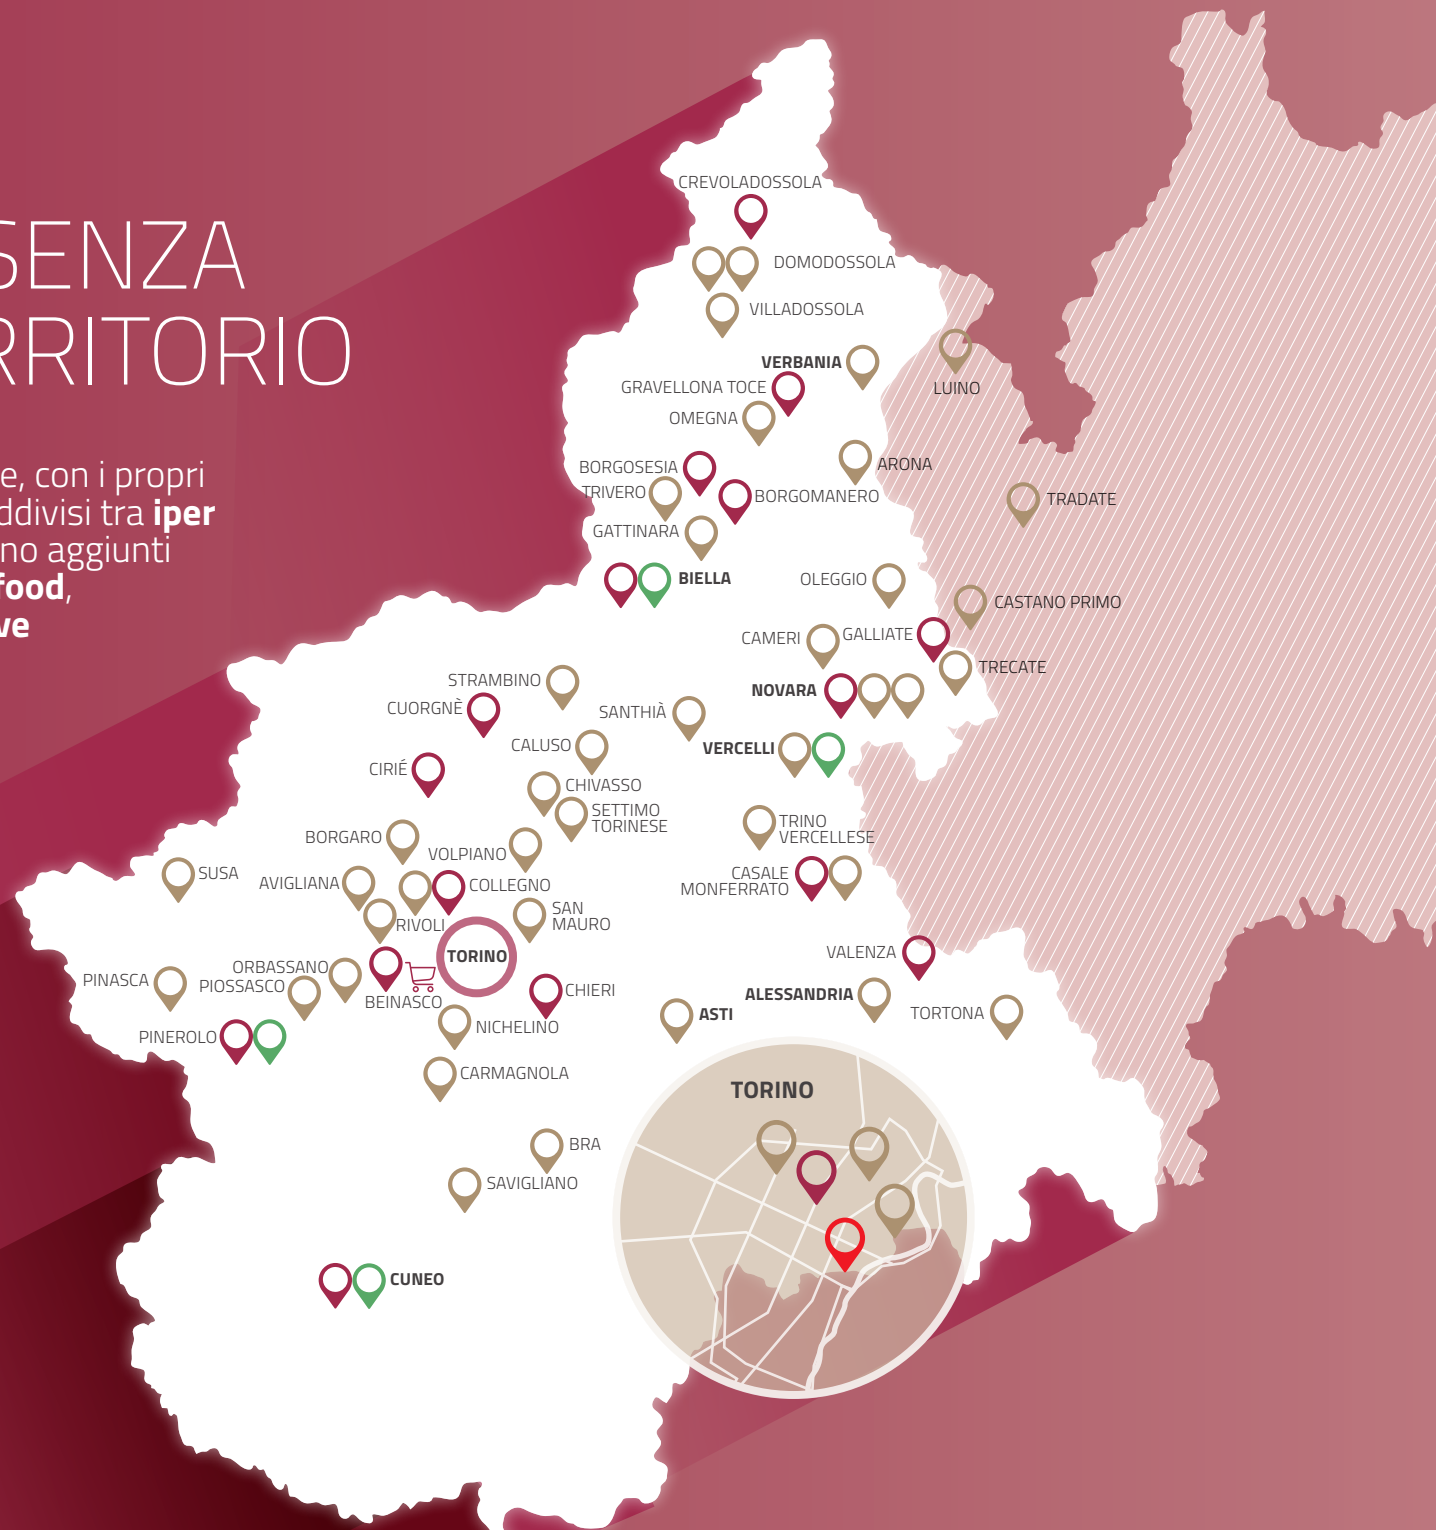 SENZA
RRITORIO
e, con i propri
ddivisi tra iper
no aggiunti
food,
ve
CREVOLADOSSOLA
DOMODOSSOLA
VILLADOSSOLA
VERBANIA
GRAVELLONA TOCE
LUINO
OMEGNA
ARONA
BORGOSESIA
TRIVERO
BORGOMANERO
TRADATE
GATTINARA
BIELLA
OLEGGIO
CASTANO PRIMO
CAMERI
GALLIATE
TRECATE
STRAMBINO
NOVARA
CUORGNÈ
SANTHIÀ
CALUSO
VERCELLI
CIRIÉ
CHIVASSO
SETTIMO
TORINESE
TRINO
VERCELLESE
BORGARO
VOLPIANO
SUSA
AVIGLIANA
COLLEGNO
CASALE
MONFERRATO
RIVOLI
SAN
MAURO
TORINO
VALENZA
ORBASSANO
PINASCA
PIOSSASCO
BEINASCO
CHIERI
ALESSANDRIA
ASTI
TORTONA
NICHELINO
PINEROLO
CARMAGNOLA
TORINO
BRA
SAVIGLIANO
CUNEO